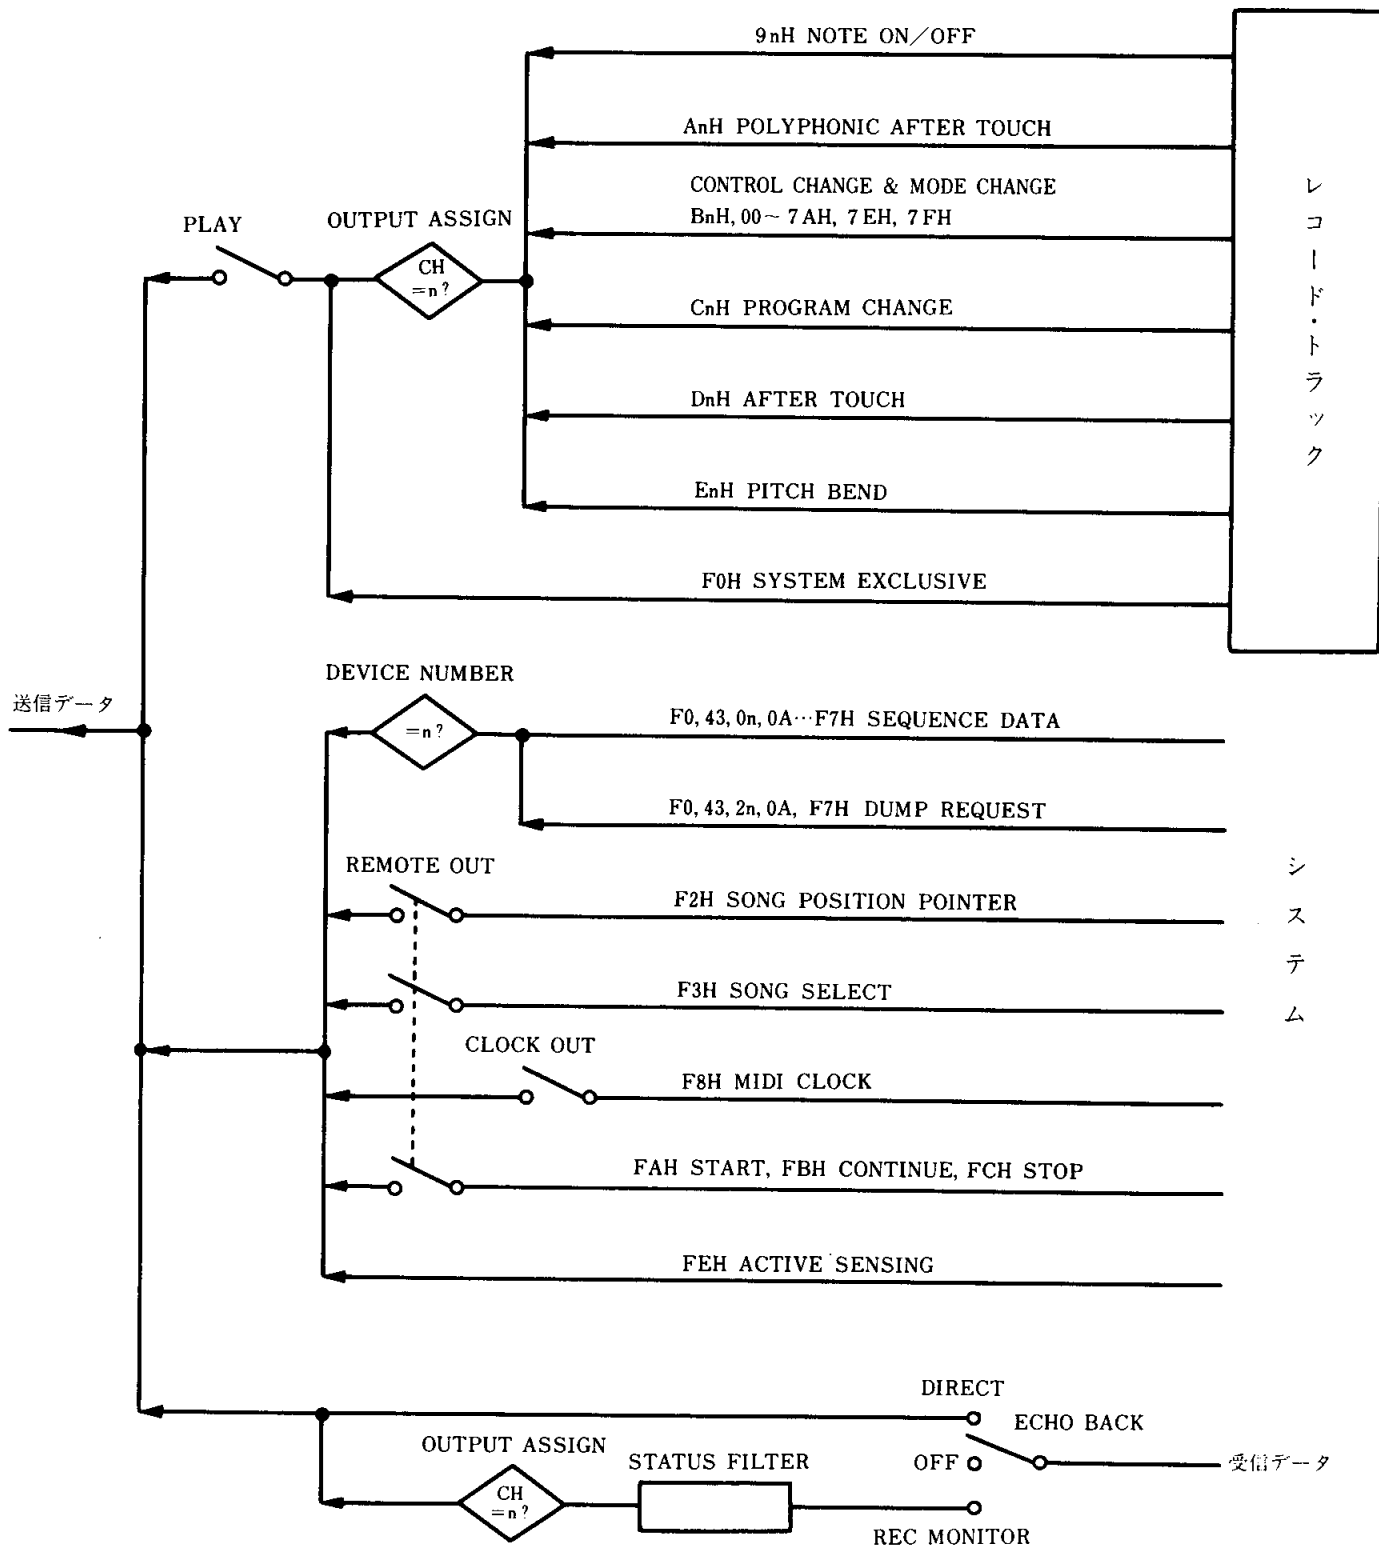 9nH NOTE ON/OFF
AnH POLYPHONIC AFTER TOUCH
CONTROL CHANGE & MODE CHANGE
BnH, 00~7AH, 7EH, 7FH
PLAY
OUTPUT ASSIGN
CH
=n?
CnH PROGRAM CHANGE
DnH AFTER TOUCH
EnH PITCH BEND
F0H SYSTEM EXCLUSIVE
レコード・トラック
送信データ
DEVICE NUMBER
=n?
F0, 43, 0n, 0A…F7H SEQUENCE DATA
F0, 43, 2n, 0A, F7H DUMP REQUEST
REMOTE OUT
F2H SONG POSITION POINTER
F3H SONG SELECT
CLOCK OUT
F8H MIDI CLOCK
FAH START, FBH CONTINUE, FCH STOP
FEH ACTIVE SENSING
システム
DIRECT
ECHO BACK
OFF
受信データ
OUTPUT ASSIGN
STATUS FILTER
CH
=n?
REC MONITOR